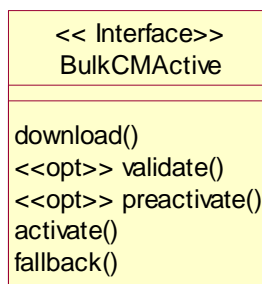 << Interface>>
BulkCMActive
download()
<<opt>> validate()
<<opt>> preactivate()
activate()
fallback()